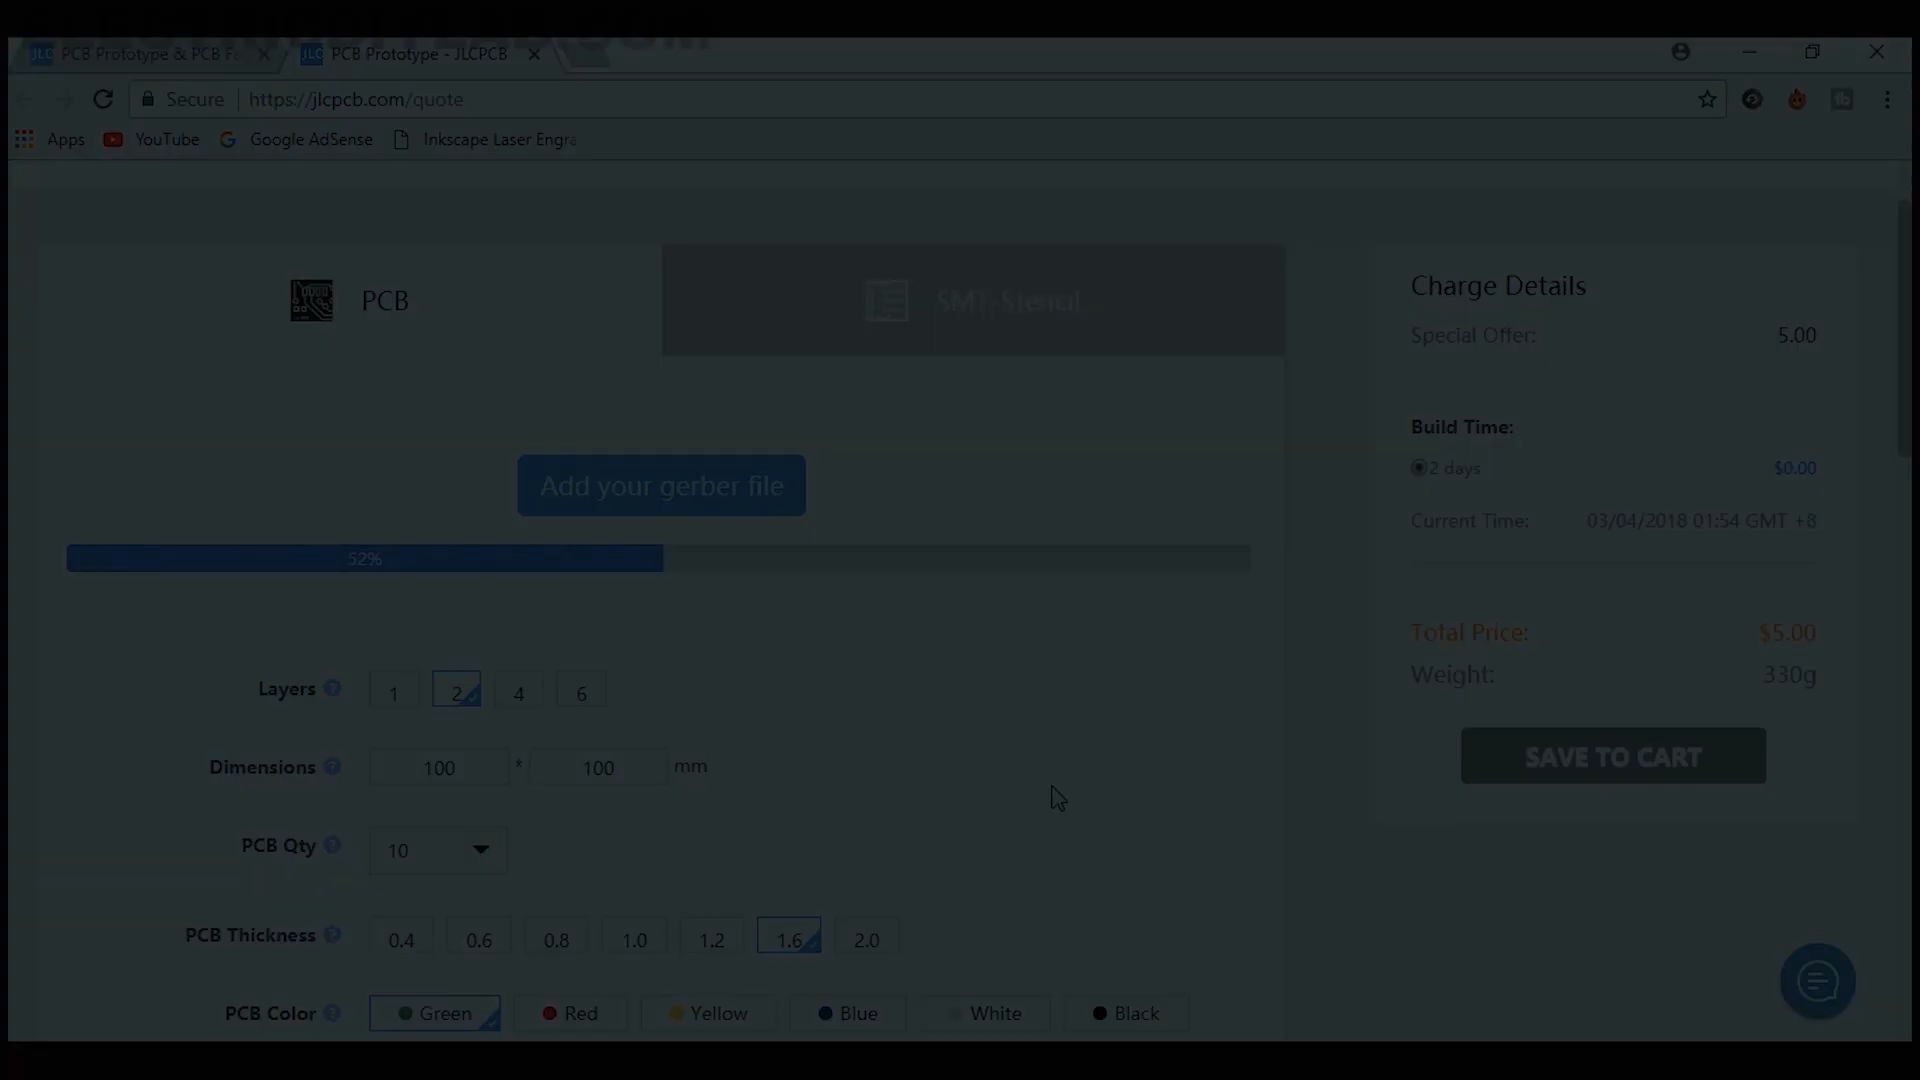 PCB Prototype & PCB Fa
PCB Prototype - JLCPCB
Secure
https://jlcpcb.com/quote
Apps
YouTube
Google AdSense
Inkscape Laser Engra
PCB
SMT-Stencil
Charge Details
Special Offer:
5.00
Build Time:
2 days
$0.00
Current Time:
03/04/2018 01:54 GMT +8
Add your gerber file
52%
Total Price:
$5.00
Weight:
330g
SAVE TO CART
Layers
1
2
4
6
Dimensions
100
*
100
mm
PCB Qty
10
PCB Thickness
0.4
0.6
0.8
1.0
1.2
1.6
2.0
PCB Color
Green
Red
Yellow
Blue
White
Black